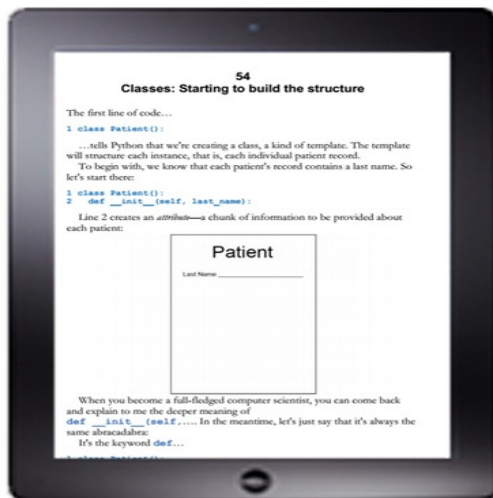 54
Classes: Starting to build the structure
The first line of code…
1 class Patient():
…tells Python that we're creating a class, a kind of template. The template
will structure each instance, that is, each individual patient record.
To begin with, we know that each patient's record contains a last name. So
let's start there:
1 class Patient():
2   def __init__(self, last_name):
Line 2 creates an attribute—a chunk of information to be provided about
each patient:
Patient
Last Name ____________________
When you become a full-fledged computer scientist, you can come back
and explain to me the deeper meaning of
def __init__(self,.... In the meantime, let's just say that it's always the
same abracadabra:
It's the keyword def…
1 class Patient():